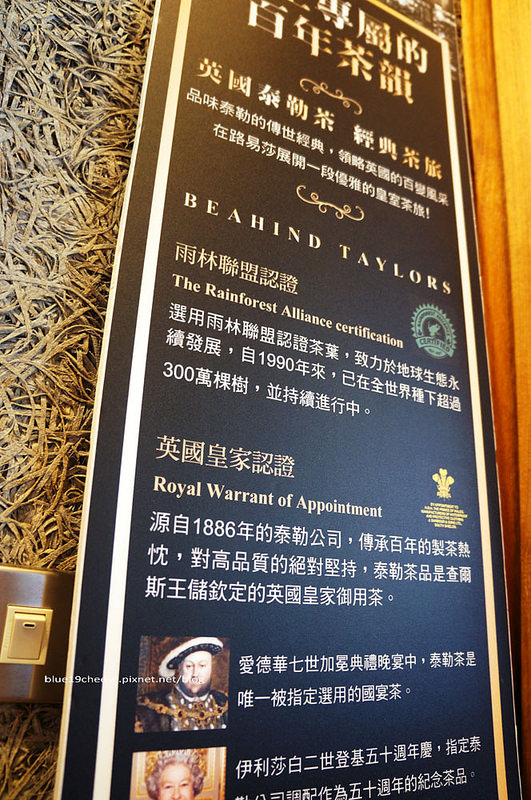 專屬的
百年茶韻
英國泰勒茶 經典茶旅
品味泰勒的傳世經典，領略英國的百變風采
在路易莎展開一段優雅的皇室茶旅!
BEAHIND TAYLORS
雨林聯盟認證
The Rainforest Alliance certification
選用雨林聯盟認證茶葉，致力於地球生態永
續發展，自1990年來，已在全世界種下超過
300萬棵樹，並持續進行中。
CERTIFIED
英國皇家認證
Royal Warrant of Appointment
源自1886年的泰勒公司，傳承百年的製茶熱
忱，對高品質的絕對堅持，泰勒茶品是查爾
斯王儲欽定的英國皇家御用茶。
愛德華七世加冕典禮晚宴中，泰勒茶是
唯一被指定選用的國宴茶。
伊利莎白二世登基五十週年慶，指定泰
勒公司調配作為五十週年的紀念茶品。